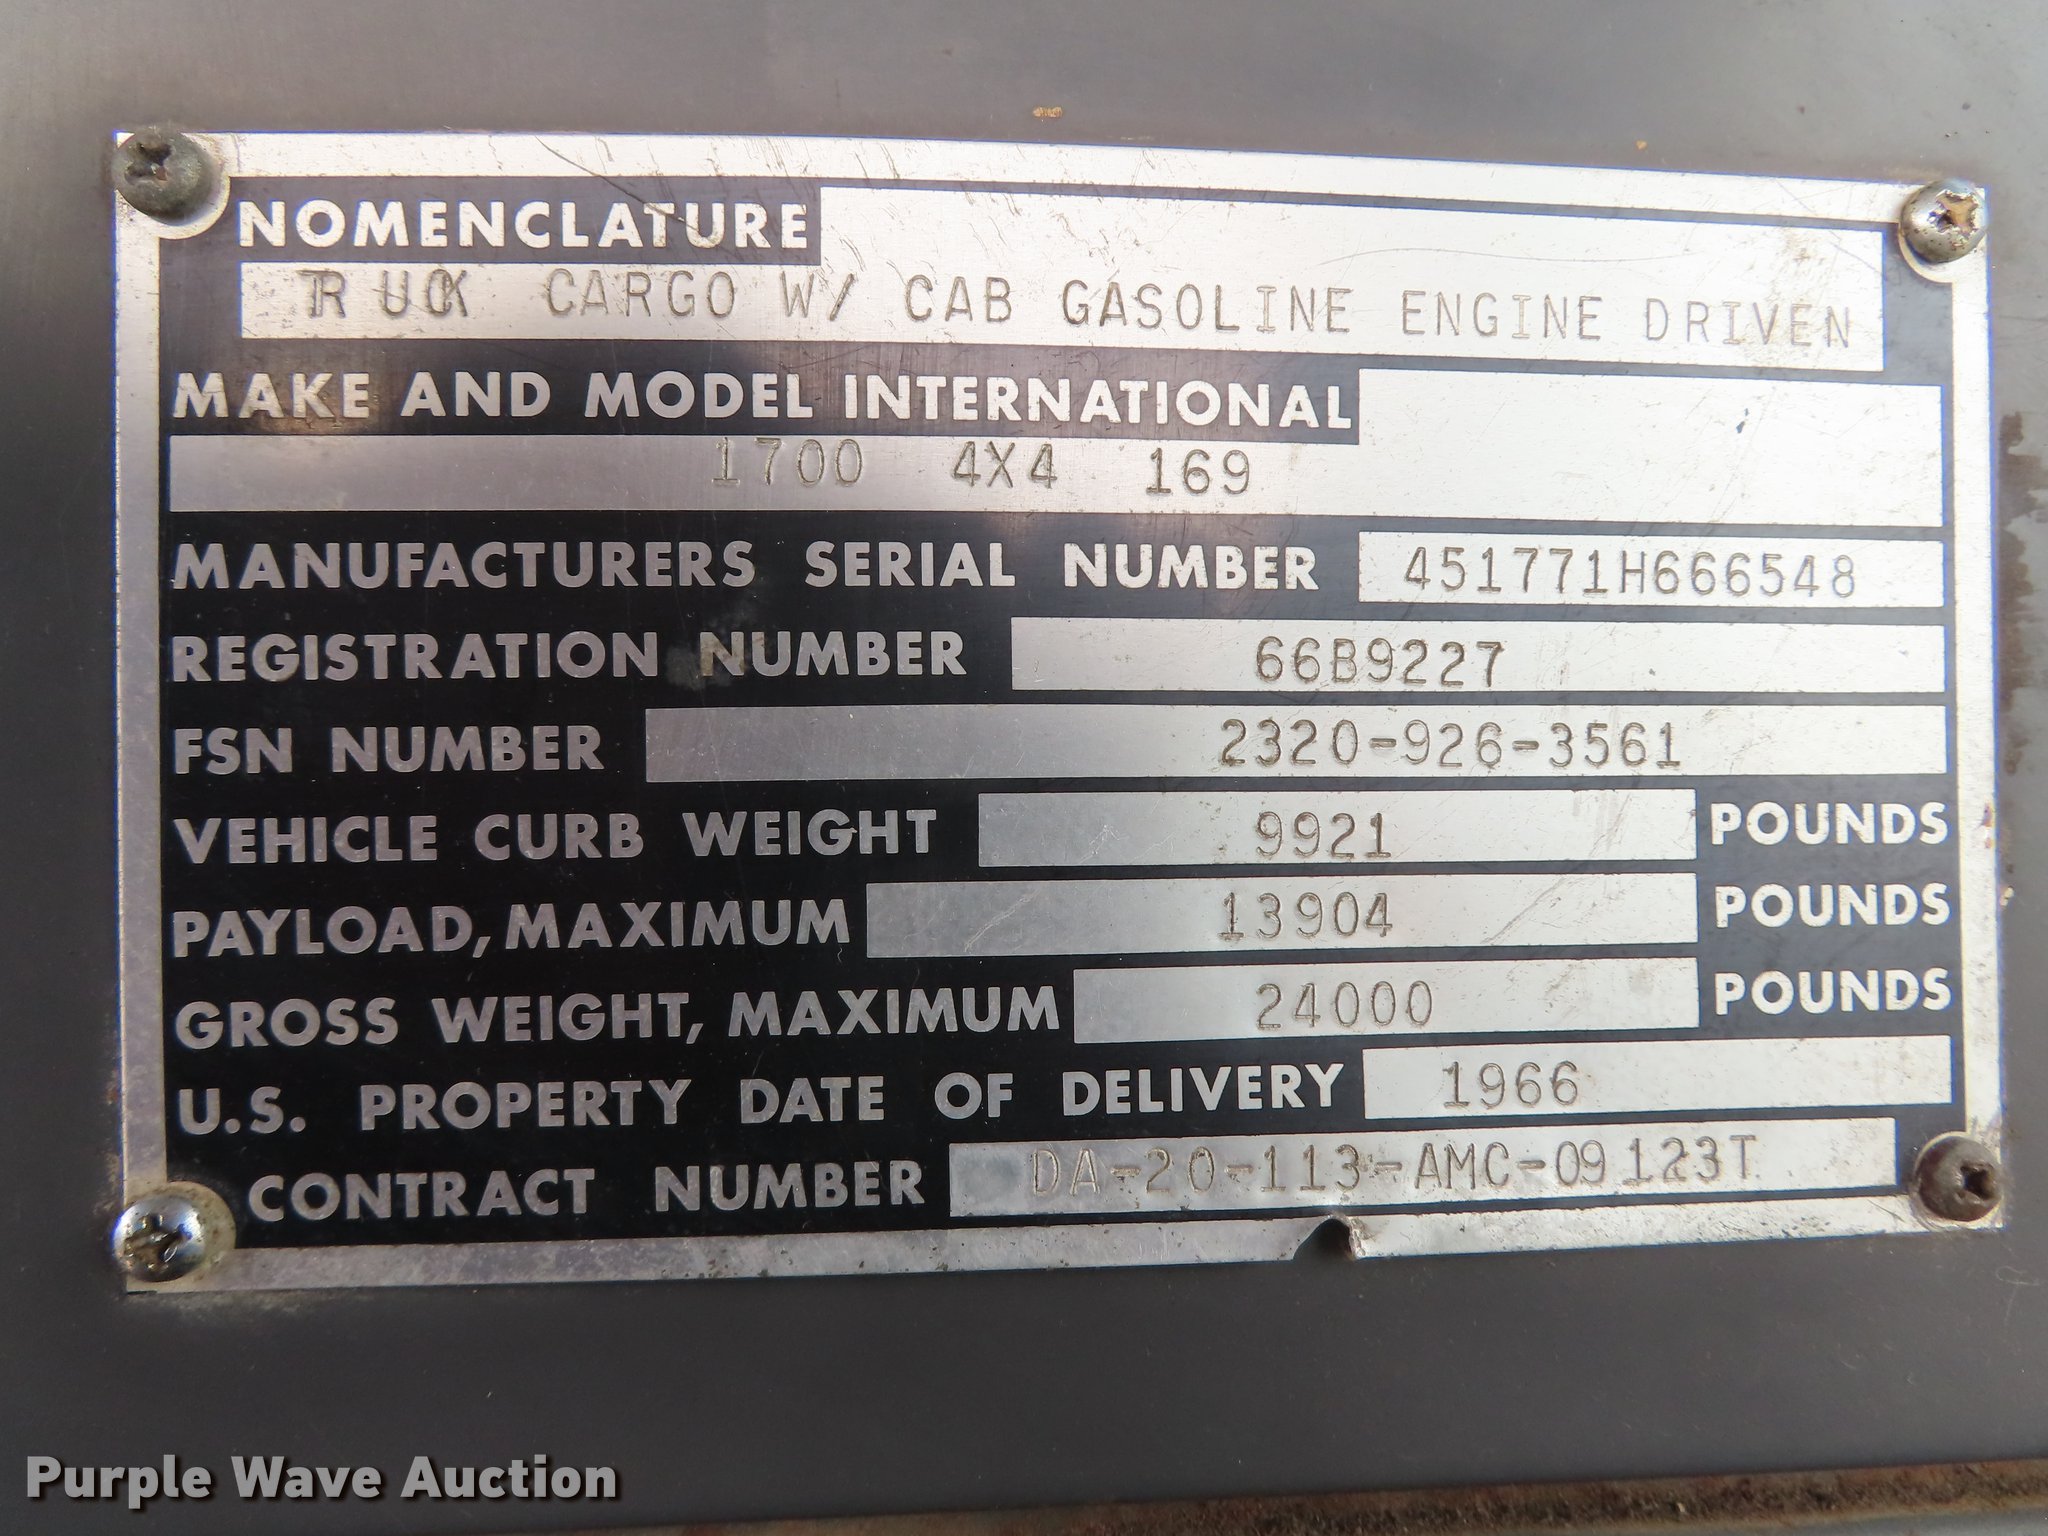 NOMENCLATURE
TRUCK CARGO W/ CAB GASOLINE ENGINE DRIVEN
MAKE AND MODEL INTERNATIONAL
1700 4X4 169
MANUFACTURERS SERIAL NUMBER 451771H666548
REGISTRATION NUMBER 66B9227
FSN NUMBER 2320-926-3561
VEHICLE CURB WEIGHT 9921 POUNDS
PAYLOAD, MAXIMUM 13904 POUNDS
GROSS WEIGHT, MAXIMUM 24000 POUNDS
U.S. PROPERTY DATE OF DELIVERY 1966
CONTRACT NUMBER DA-20-113-AMC-09123T
Purple Wave Auction